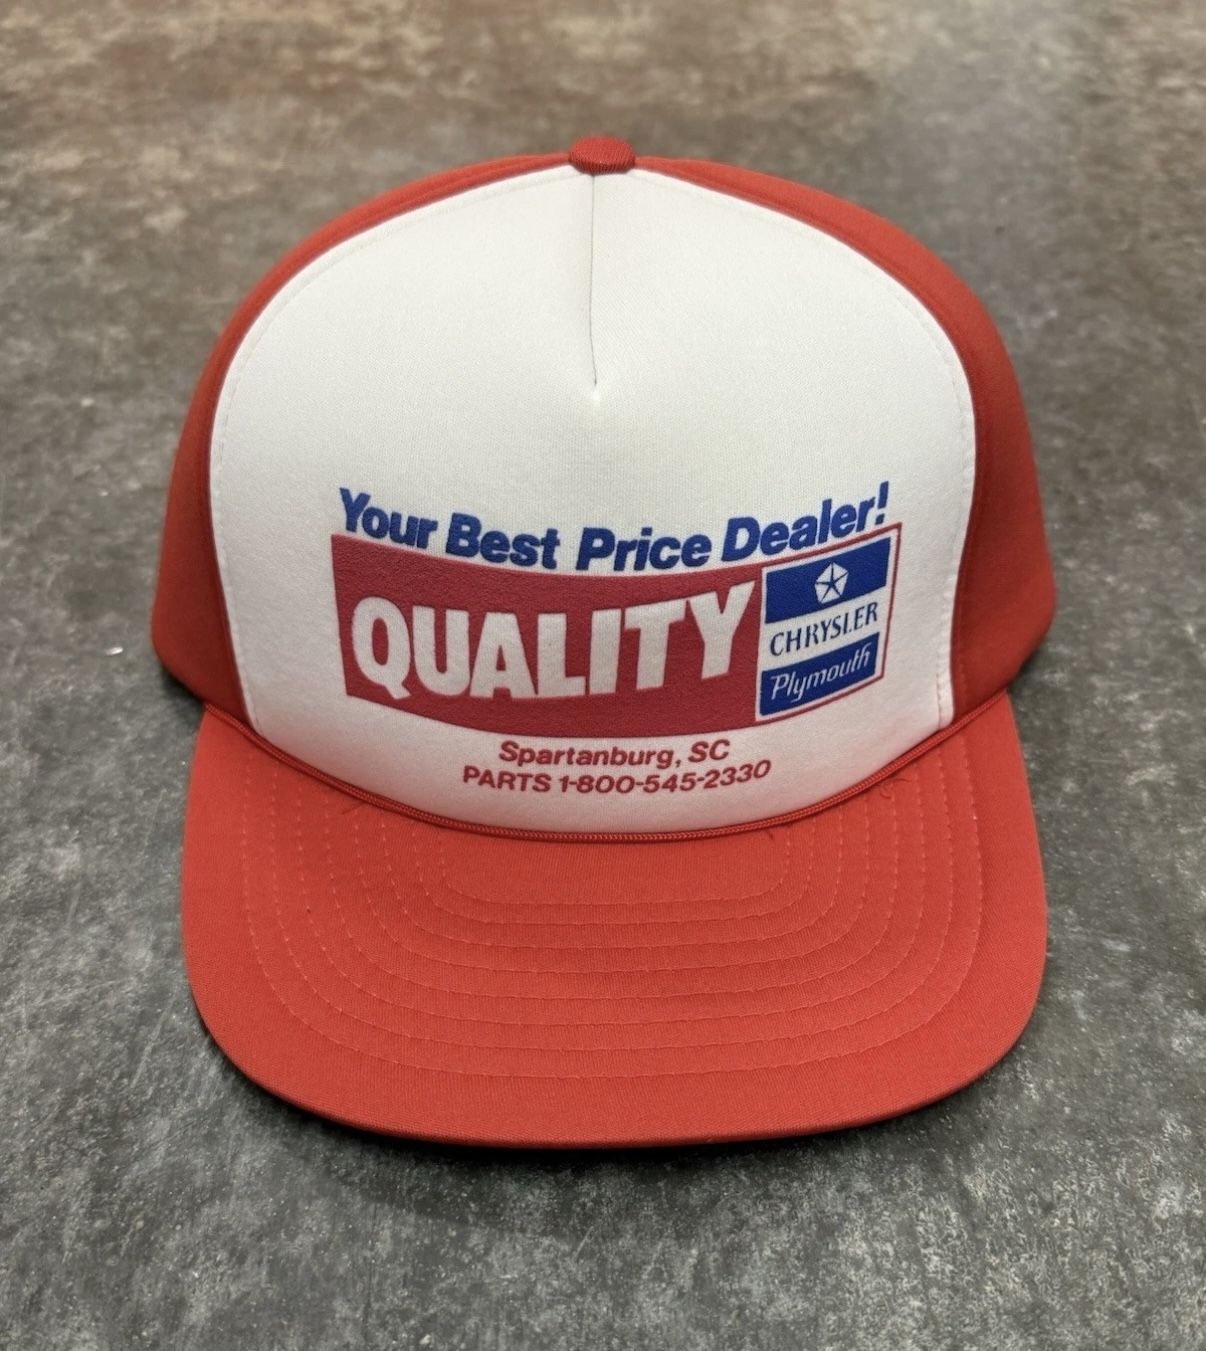 Your Best Price Dealer!
QUALITY
CHRYSLER
Plymouth
Spartanburg, SC
PARTS 1-800-545-2330